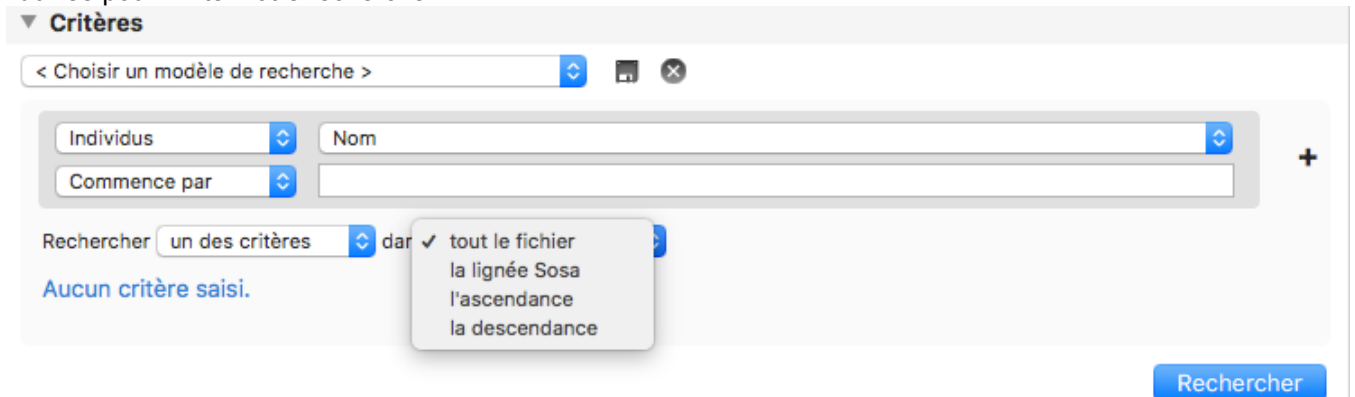 Critères
< Choisir un modèle de recherche >
Individus Nom
Commence par
Rechercher un des critères dar ✓ tout le fichier
la lignée Sosa
l'ascendance
la descendance
Aucun critère saisi.
Rechercher